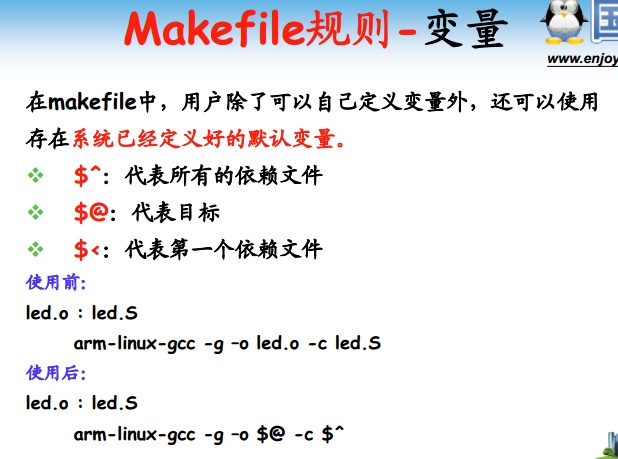 Makefile规则-变量
国
www.enjoy
在makefile中，用户除了可以自己定义变量外，还可以使用
存在系统已经定义好的默认变量。
❖ $^：代表所有的依赖文件
❖ $@：代表目标
❖ $<：代表第一个依赖文件
使用前：
led.o : led.S
arm-linux-gcc -g –o led.o -c led.S
使用后：
led.o : led.S
arm-linux-gcc -g –o $@ -c $^